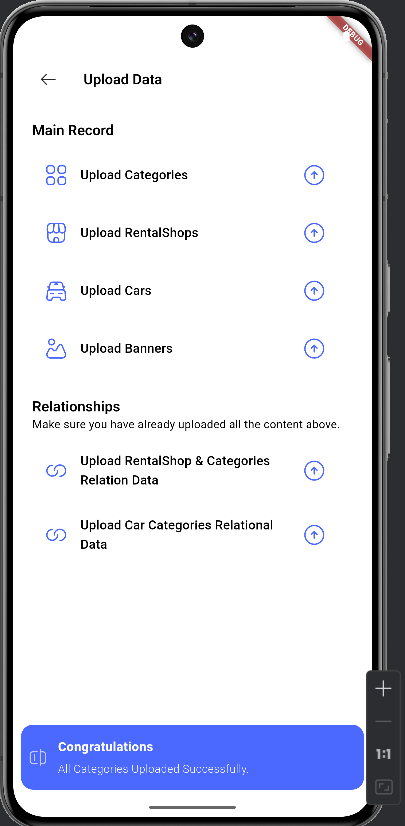 DEBUG
Upload Data
Main Record
Upload Categories
Upload RentalShops
Upload Cars
Upload Banners
Relationships
Make sure you have already uploaded all the content above.
Upload RentalShop & Categories
Relation Data
Upload Car Categories Relational
Data
Congratulations
All Categories Uploaded Successfully.
1:1